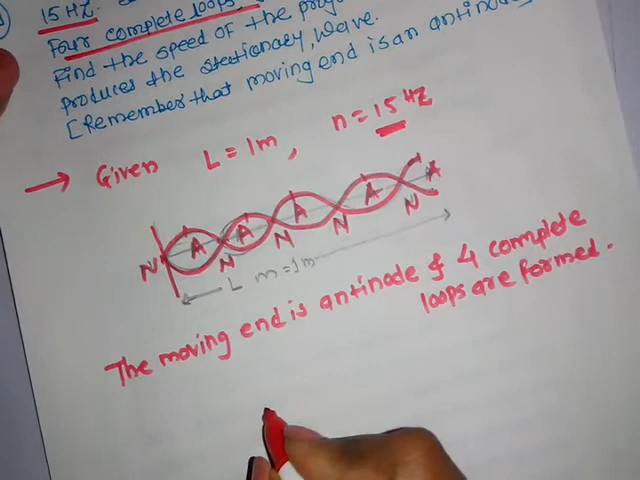 15 Hz.
Four complete loops.
Find the speed of the
produces the stationary, wave.
[Remember that moving end is an antinode
→ Given L = 1m, n = 15 Hz
A
A
A
A
A
N
N
N
N
N
L m = 1m
The moving end is antinode & 4 complete
loops are formed.